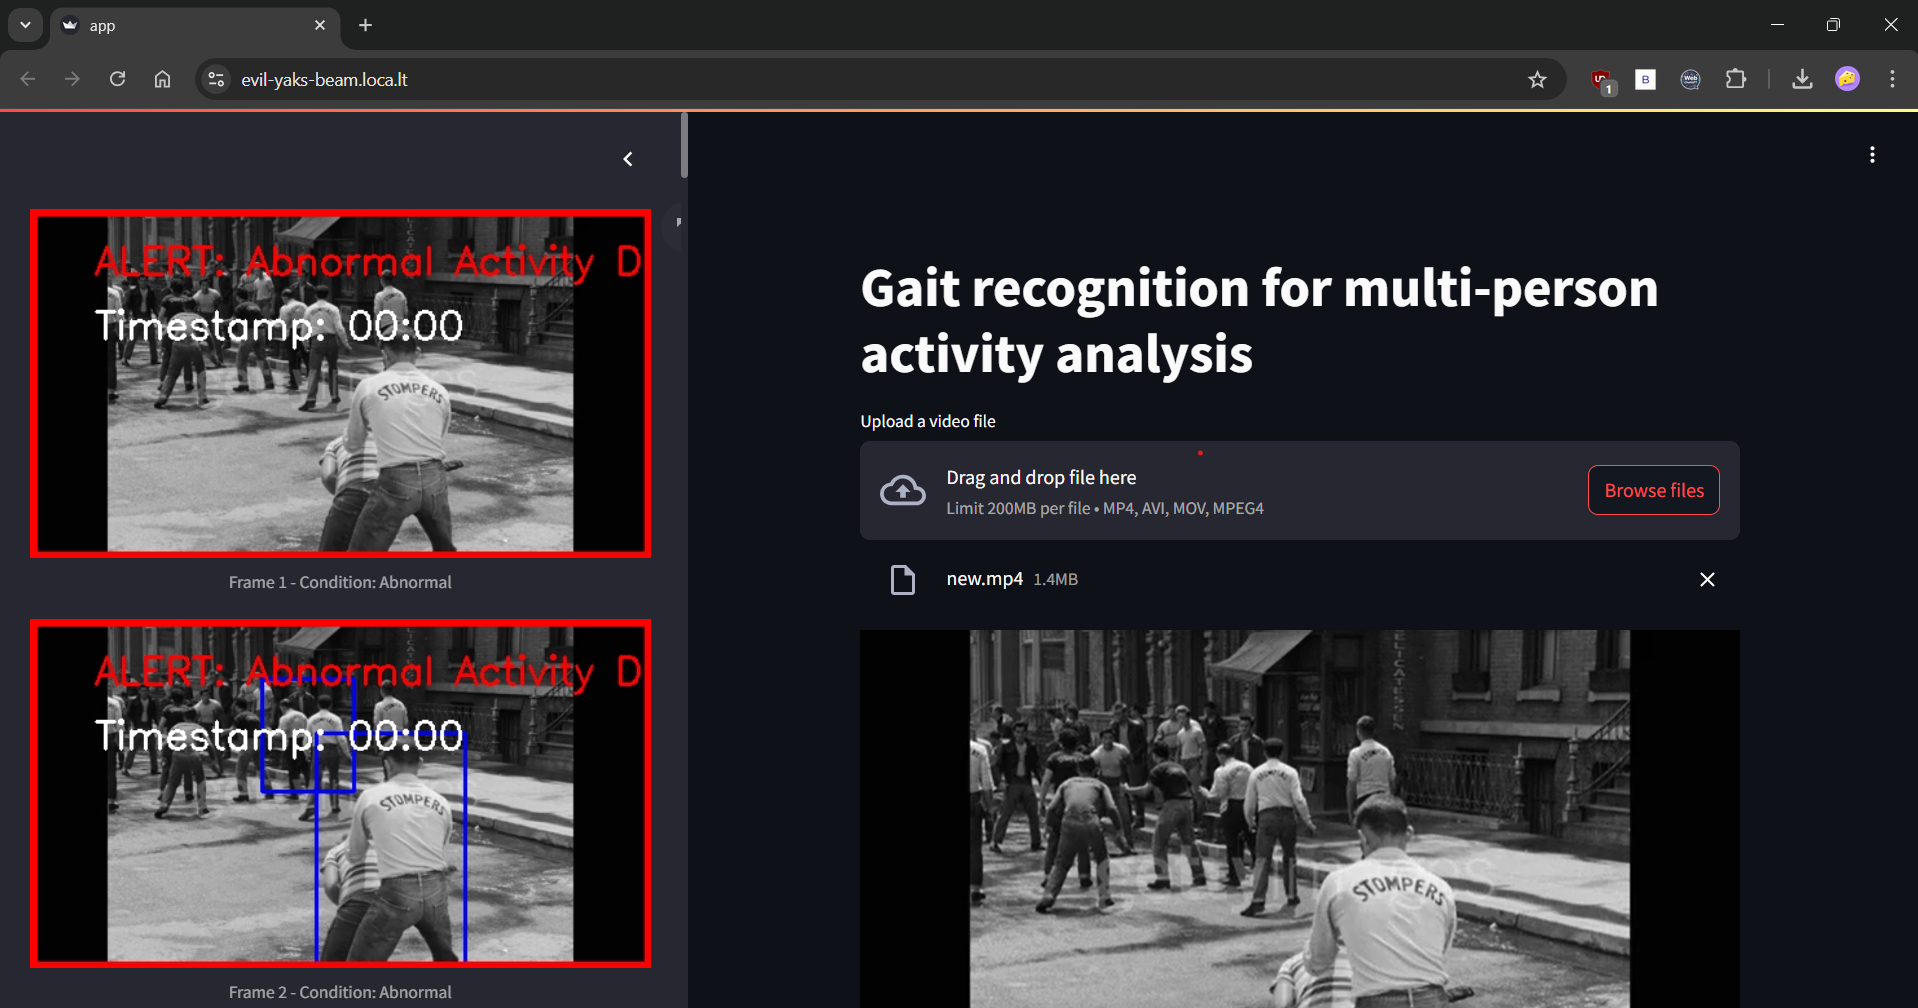 app
evil-yaks-beam.loca.lt
1
B
ALERT: Abnormal Activity D
Timestamp: 00:00
STOMPERS
Frame 1 - Condition: Abnormal
ALERT: Abnormal Activity D
Timestamp: 00:00
STOMPERS
Frame 2 - Condition: Abnormal
Gait recognition for multi-person
activity analysis
Upload a video file
Drag and drop file here
Limit 200MB per file • MP4, AVI, MOV, MPEG4
Browse files
new.mp4 1.4MB
STOMPERS